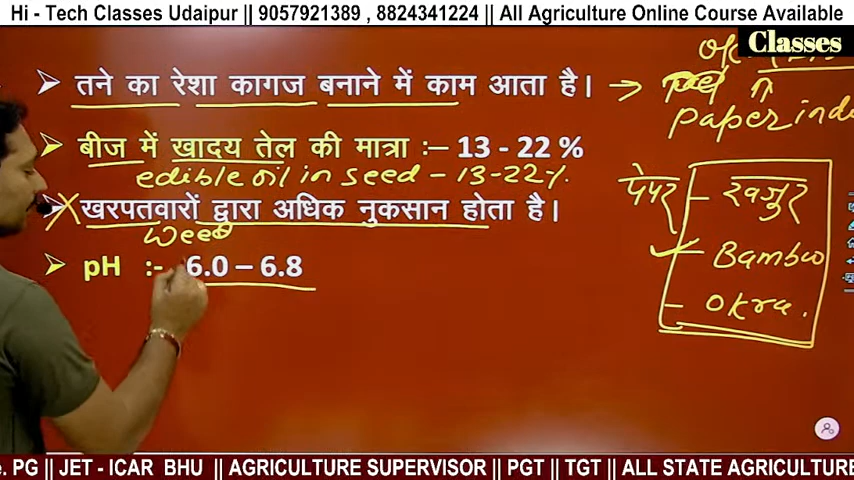 Hi - Tech Classes Udaipur || 9057921389 , 8824341224 || All Agriculture Online Course Available
Classes
तने का रेशा कागज बनाने में काम आता है।
paper indu
बीज में खादय तेल की मात्रा :– 13 - 22 %
edible oil in seed - 13-22%.
खरपतवारों द्वारा अधिक नुकसान होता है।
weed
pH :- 6.0 – 6.8
पेपर - खजुर
Bamboo
- Okra.
e. PG || JET - ICAR BHU || AGRICULTURE SUPERVISOR || PGT || TGT || ALL STATE AGRICULTURE